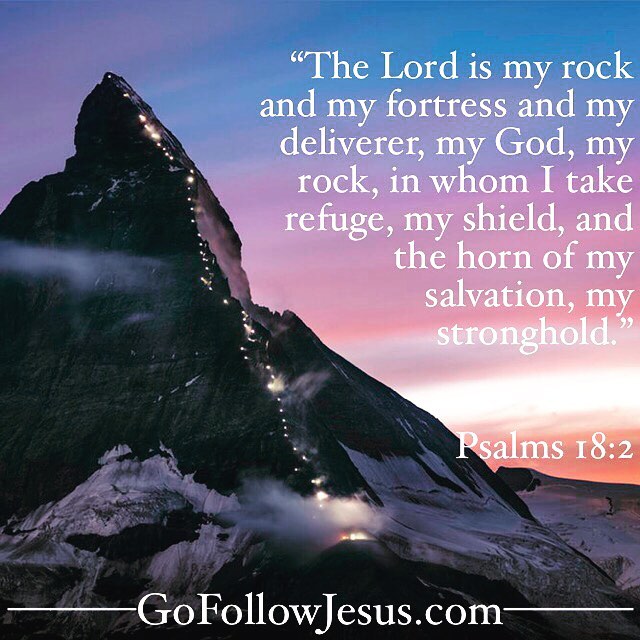 “The Lord is my rock
and my fortress and my
deliverer, my God, my
rock, in whom I take
refuge, my shield, and
the horn of my
salvation, my
stronghold.”
Psalms 18:2
GoFollowJesus.com